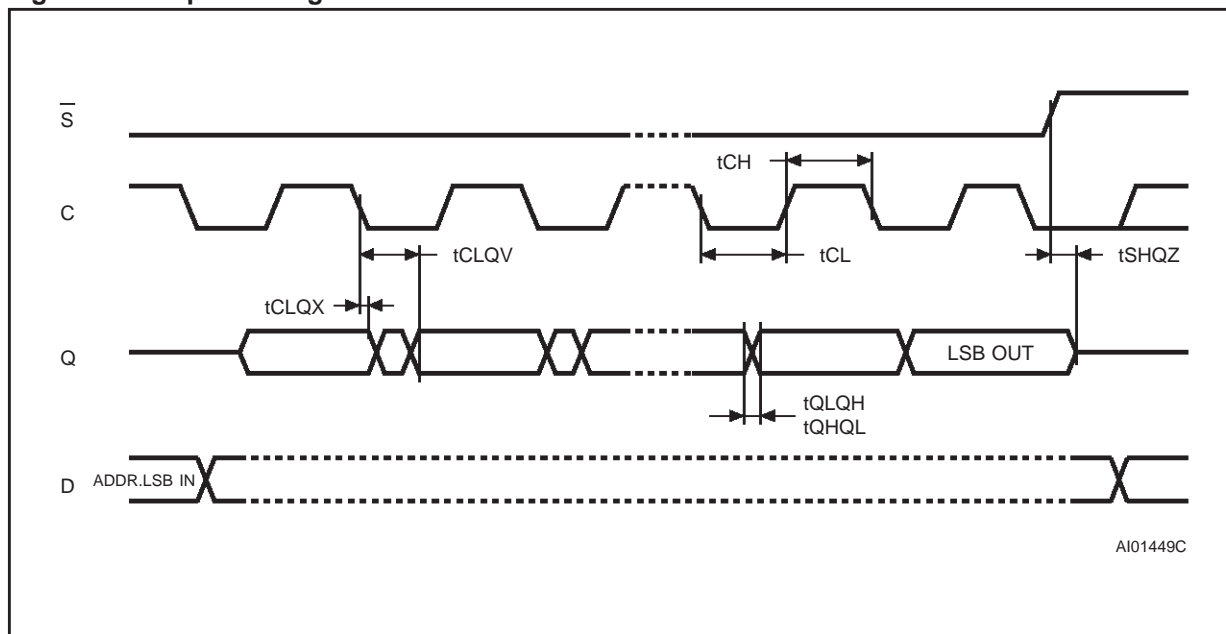 S
tCH
C
tCLQV
tCL
tSHQZ
tCLQX
Q
LSB OUT
tQLQH
tQHQL
D
ADDR.LSB IN
AI01449C